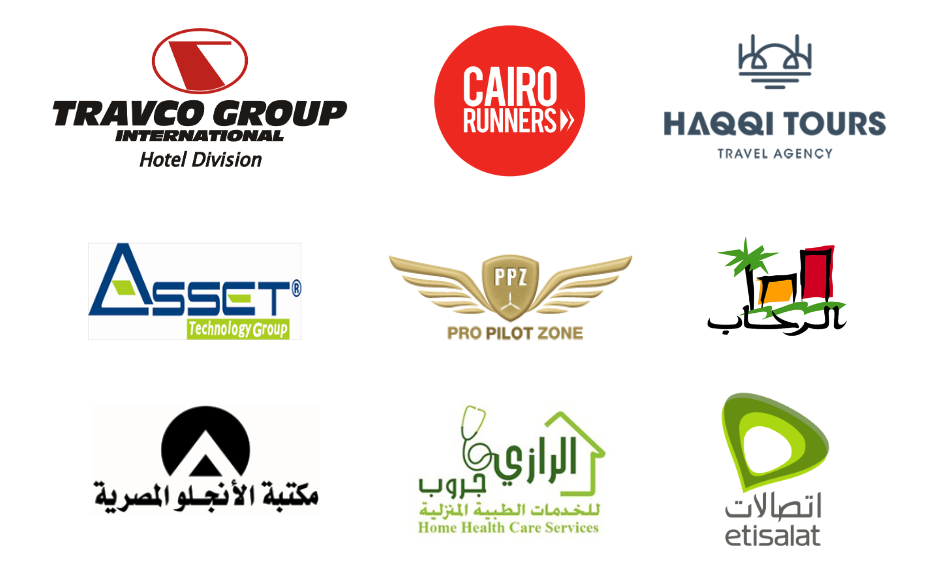 TRAVCO GROUP
INTERNATIONAL
Hotel Division
CAIRO
RUNNERS
HAQQI TOURS
TRAVEL AGENCY
ASSET®
Technology Group
PPZ
PRO PILOT ZONE
الرحاب
مكتبة الأنجلو المصرية
الرازي
جروب
للخدمات الطبية المنزلية
Home Health Care Services
اتصالات
etisalat